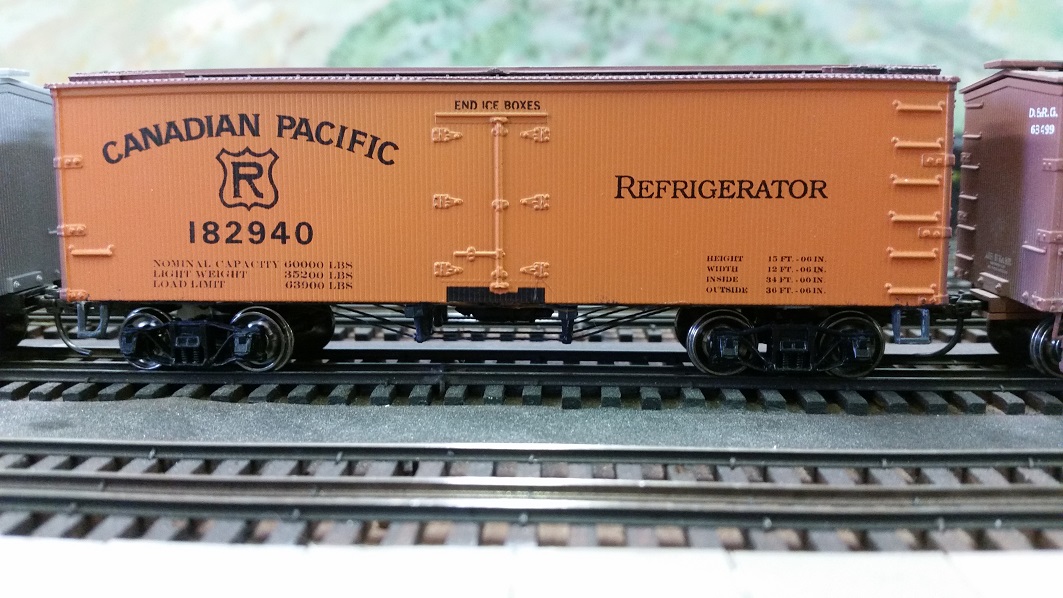 END ICE BOXES
CANADIAN PACIFIC
R
182940
NOMINAL CAPACITY 60000 LBS
LIGHT WEIGHT 35200 LBS
LOAD LIMIT 63900 LBS
REFRIGERATOR
HEIGHT 15 FT. - 06 IN.
WIDTH 12 FT. - 06 IN.
INSIDE 34 FT. - 00 IN.
OUTSIDE 36 FT. - 06 IN.
D.&R.G.
63499